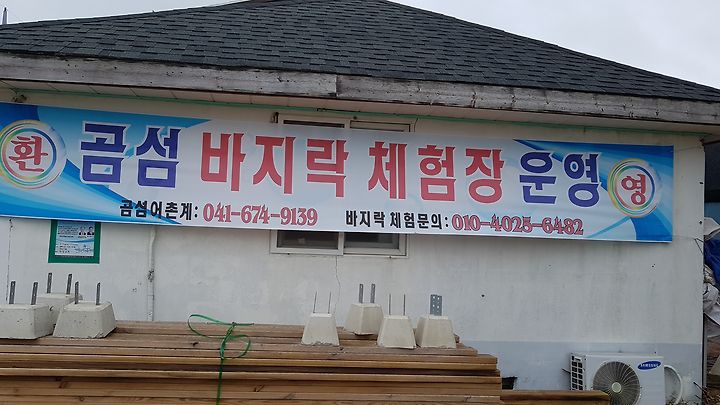 환 곰섬 바지락 체험장 운영 영
곰섬어촌계: 041-674-9139 바지락 체험문의: 010-4025-6482